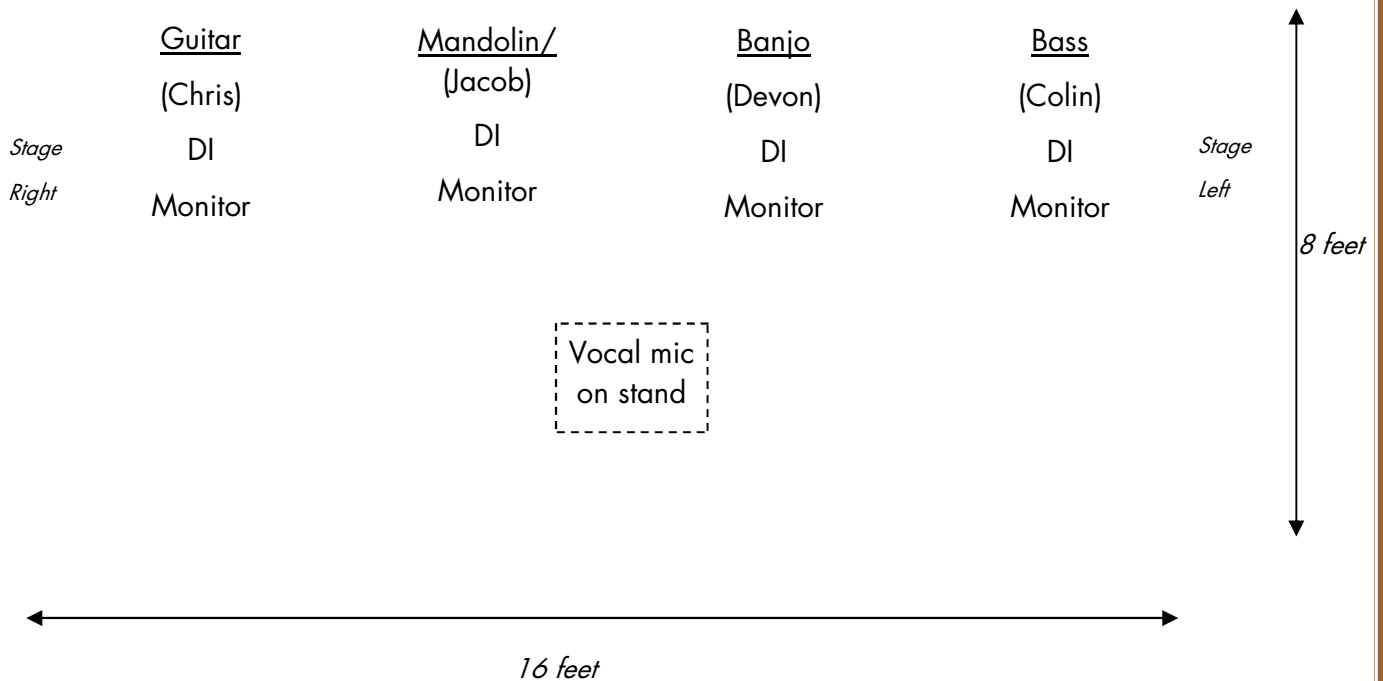 Guitar Mandolin/ Banjo Bass
(Chris) (Jacob) (Devon) (Colin)
Stage DI DI DI DI Stage
Right Monitor Monitor Monitor Monitor Left
8 feet
Vocal mic
on stand
16 feet